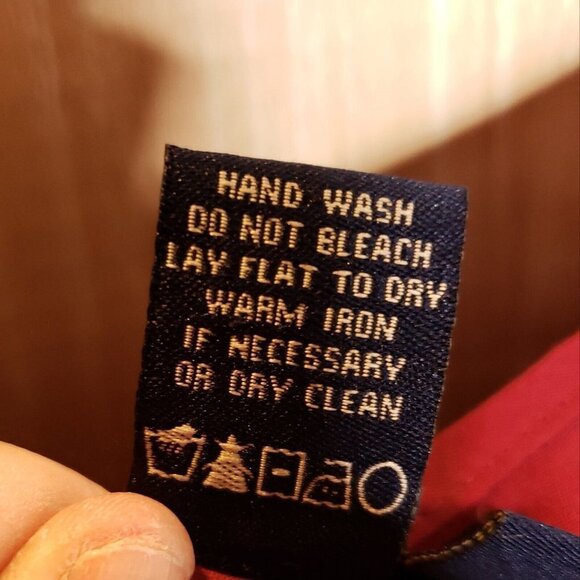 HAND WASH
DO NOT BLEACH
LAY FLAT TO DRY
WARM IRON
IF NECESSARY
OR DRY CLEAN